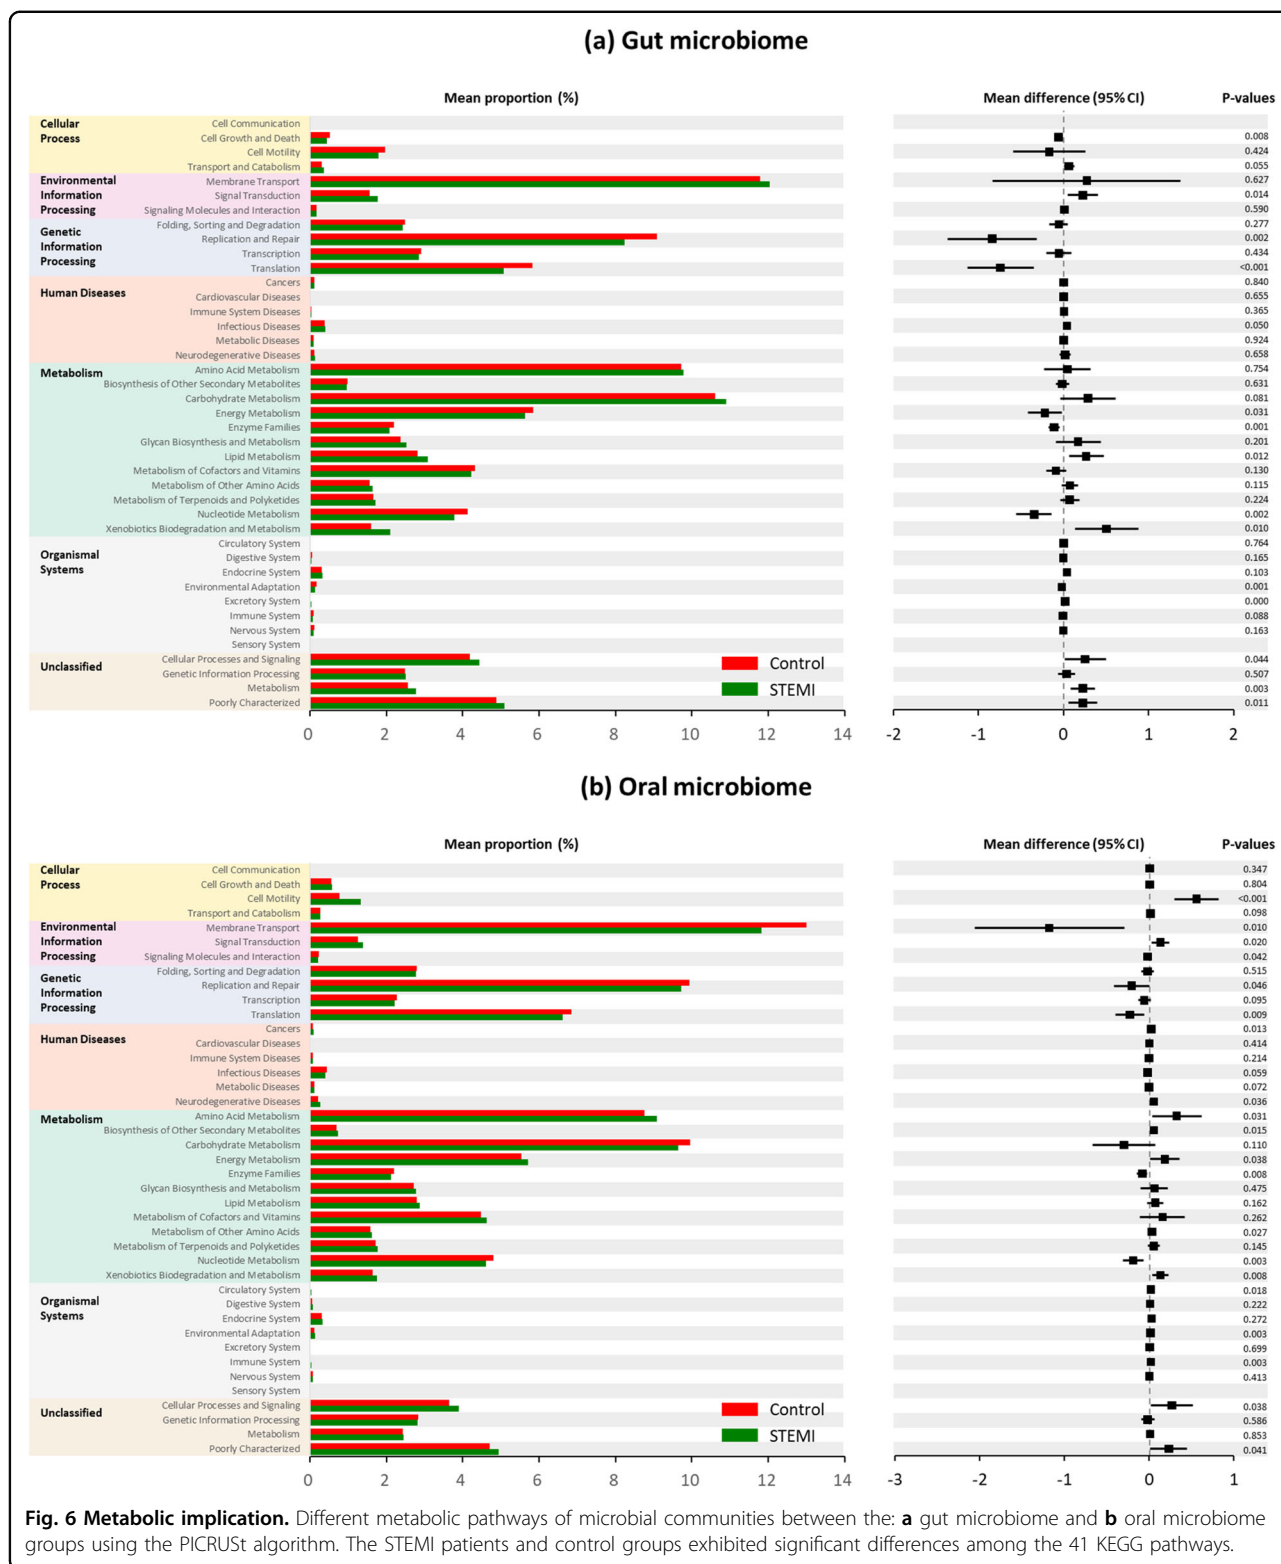 (a) Gut microbiome
Mean proportion (%) Mean difference (95% CI) P-values
Cellular Process
Cell Communication
Cell Growth and Death 0.008
Cell Motility 0.424
Transport and Catabolism 0.055
Environmental Information Processing
Membrane Transport 0.627
Signal Transduction 0.014
Signaling Molecules and Interaction 0.590
Genetic Information Processing
Folding, Sorting and Degradation 0.277
Replication and Repair 0.002
Transcription 0.434
Translation <0.001
Human Diseases
Cancers 0.840
Cardiovascular Diseases 0.655
Immune System Diseases 0.365
Infectious Diseases 0.050
Metabolic Diseases 0.924
Neurodegenerative Diseases 0.658
Metabolism
Amino Acid Metabolism 0.754
Biosynthesis of Other Secondary Metabolites 0.631
Carbohydrate Metabolism 0.081
Energy Metabolism 0.031
Enzyme Families 0.001
Glycan Biosynthesis and Metabolism 0.201
Lipid Metabolism 0.012
Metabolism of Cofactors and Vitamins 0.130
Metabolism of Other Amino Acids 0.115
Metabolism of Terpenoids and Polyketides 0.224
Nucleotide Metabolism 0.002
Xenobiotics Biodegradation and Metabolism 0.010
Organismal Systems
Circulatory System 0.764
Digestive System 0.165
Endocrine System 0.103
Environmental Adaptation 0.001
Excretory System 0.000
Immune System 0.088
Nervous System 0.163
Sensory System
Unclassified
Cellular Processes and Signaling 0.044
Genetic Information Processing 0.507
Metabolism 0.003
Poorly Characterized 0.011
Control
STEMI
0 2 4 6 8 10 12 14 -2 -1 0 1 2
(b) Oral microbiome
Mean proportion (%) Mean difference (95% CI) P-values
Cellular Process
Cell Communication 0.347
Cell Growth and Death 0.804
Cell Motility <0.001
Transport and Catabolism 0.098
Environmental Information Processing
Membrane Transport 0.010
Signal Transduction 0.020
Signaling Molecules and Interaction 0.042
Genetic Information Processing
Folding, Sorting and Degradation 0.515
Replication and Repair 0.046
Transcription 0.095
Translation 0.009
Human Diseases
Cancers 0.013
Cardiovascular Diseases 0.414
Immune System Diseases 0.214
Infectious Diseases 0.059
Metabolic Diseases 0.072
Neurodegenerative Diseases 0.036
Metabolism
Amino Acid Metabolism 0.031
Biosynthesis of Other Secondary Metabolites 0.015
Carbohydrate Metabolism 0.110
Energy Metabolism 0.038
Enzyme Families 0.008
Glycan Biosynthesis and Metabolism 0.475
Lipid Metabolism 0.162
Metabolism of Cofactors and Vitamins 0.262
Metabolism of Other Amino Acids 0.027
Metabolism of Terpenoids and Polyketides 0.145
Nucleotide Metabolism 0.003
Xenobiotics Biodegradation and Metabolism 0.008
Organismal Systems
Circulatory System 0.018
Digestive System 0.222
Endocrine System 0.272
Environmental Adaptation 0.003
Excretory System 0.699
Immune System 0.003
Nervous System 0.413
Sensory System
Unclassified
Cellular Processes and Signaling 0.038
Genetic Information Processing 0.586
Metabolism 0.853
Poorly Characterized 0.041
Control
STEMI
0 2 4 6 8 10 12 14 -3 -2 -1 0 1
Fig. 6 Metabolic implication. Different metabolic pathways of microbial communities between the: a gut microbiome and b oral microbiome
groups using the PICRUSt algorithm. The STEMI patients and control groups exhibited significant differences among the 41 KEGG pathways.